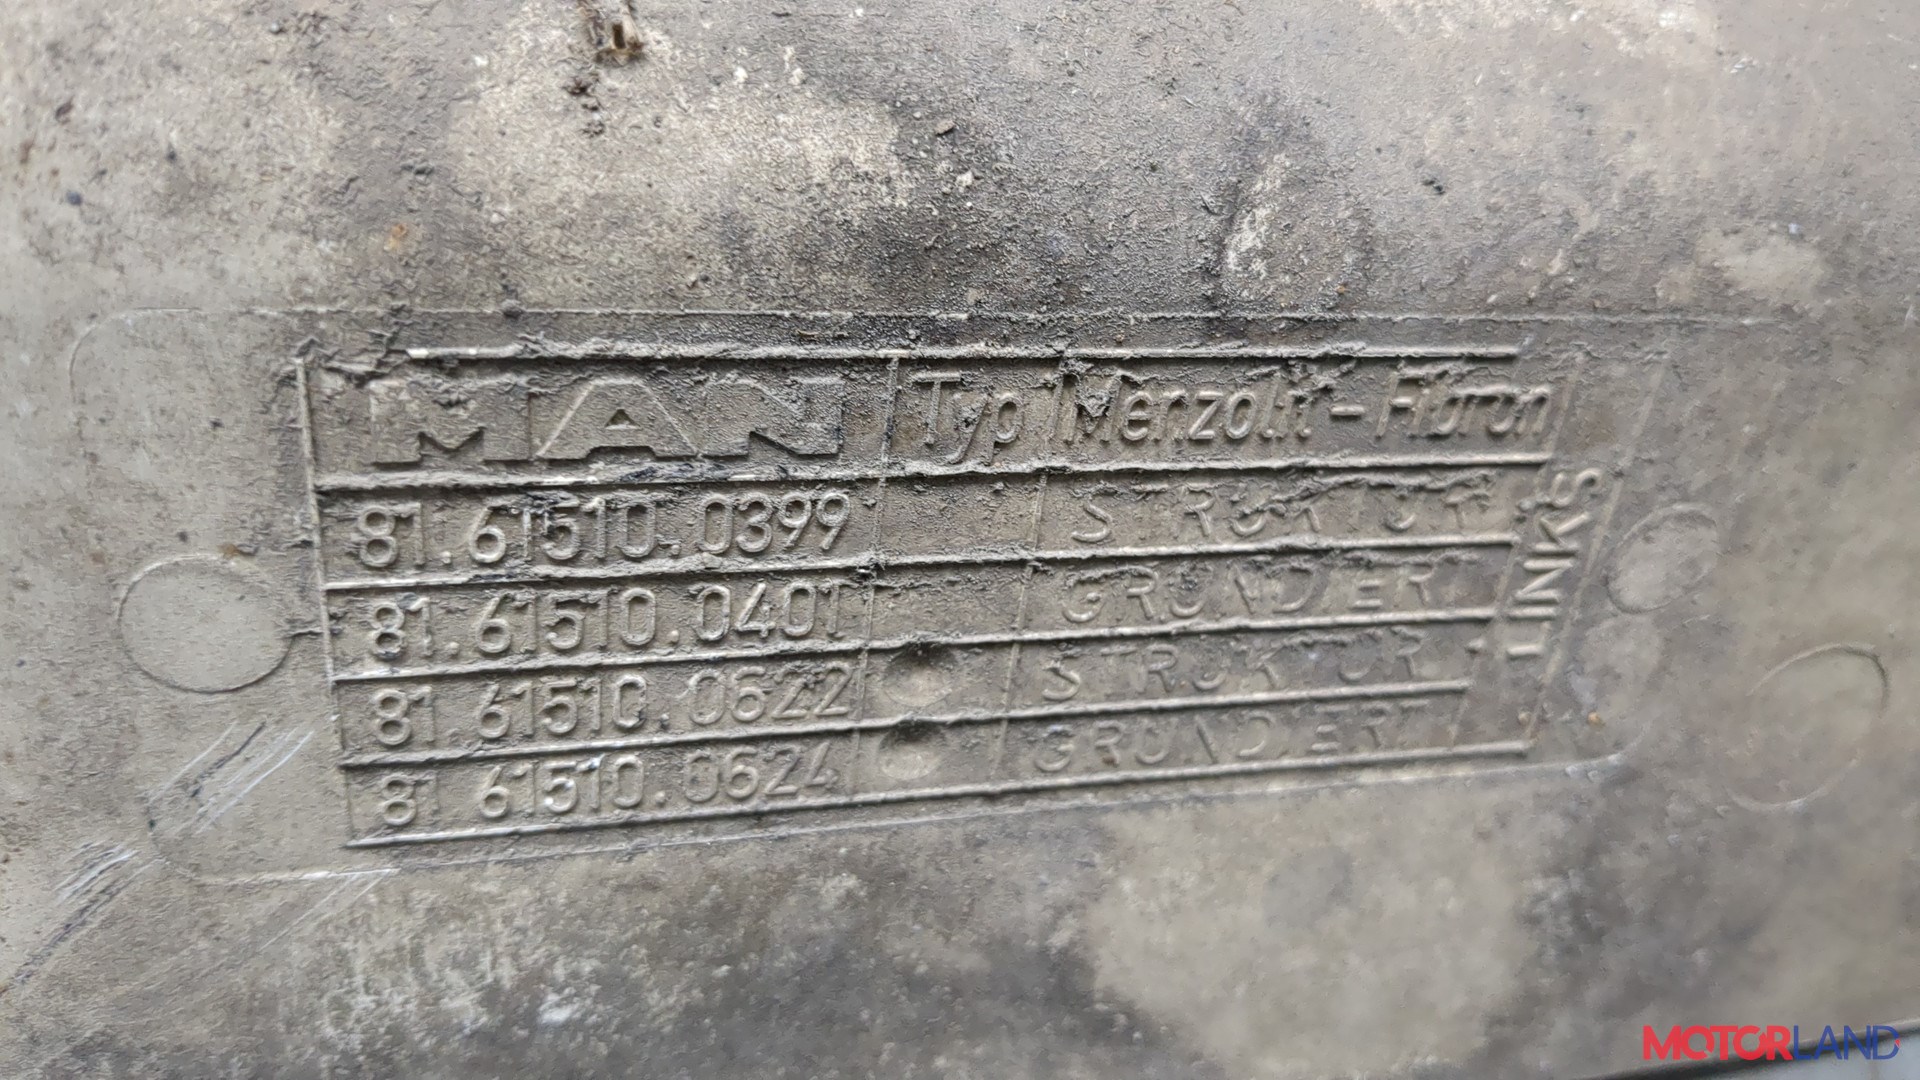 MAN Typ Menzolit-Fibron
81.61510.0399 STRUKTUR
81.61510.0401 GRUNDIERT
81.61510.0622 STRUKTUR
81.61510.0624 GRUNDIERT
LINKS
MOTORLAND